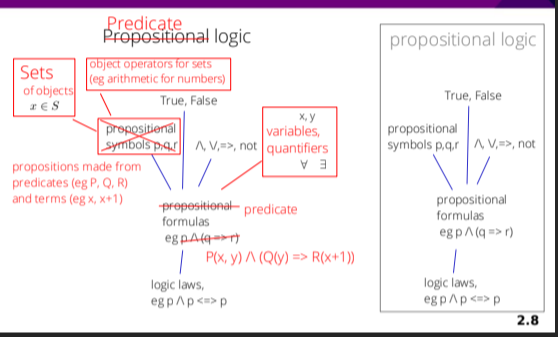 Predicate
Propositional logic
Sets
of objects
x ∈ S
object operators for sets
(eg arithmetic for numbers)
True, False
propositional
symbols p,q,r
Λ, V,=>, not
x, y
variables,
quantifiers
∀ ∃
propositions made from
predicates (eg P, Q, R)
and terms (eg x, x+1)
propositional
predicate
formulas
eg p Λ (q => r)
P(x, y) Λ (Q(y) => R(x+1))
logic laws,
eg p Λ p <=> p
propositional logic
True, False
propositional
symbols p,q,r
Λ, V,=>, not
propositional
formulas
eg p Λ (q => r)
logic laws,
eg p Λ p <=> p
2.8